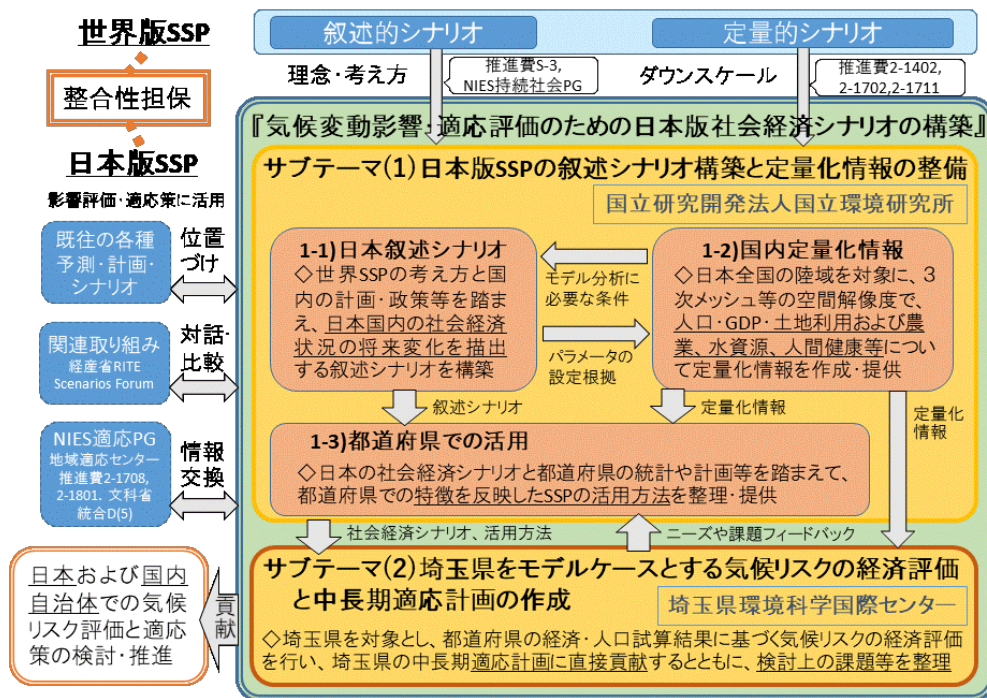 世界版SSP
整合性担保
日本版SSP
影響評価・適応策に活用
叙述的シナリオ
定量的シナリオ
理念・考え方
推進費S-3,
NIES持続社会PG
ダウンスケール
推進費2-1402,
2-1702,2-1711
『気候変動影響・適応評価のための日本版社会経済シナリオの構築』
サブテーマ(1)日本版SSPの叙述シナリオ構築と定量化情報の整備
国立研究開発法人国立環境研究所
既往の各種
予測・計画・
シナリオ
位置
づけ
関連取り組み
経産省RITE
Scenarios Forum
対話・
比較
NIES適応PG
地域適応センター
推進費2-1708,
2-1801．文科省
統合D(5)
情報
交換
1-1)日本叙述シナリオ
◇世界SSPの考え方と国
内の計画・政策等を踏ま
え、日本国内の社会経済
状況の将来変化を描出
する叙述シナリオを構築
モデル分析に
必要な条件
パラメータの
設定根拠
1-2)国内定量化情報
◇日本全国の陸域を対象に、３
次メッシュ等の空間解像度で、
人口・GDP・土地利用および農
業、水資源、人間健康等につい
て定量化情報を作成・提供
叙述シナリオ
定量化情報
定量化
情報
1-3)都道府県での活用
◇日本の社会経済シナリオと都道府県の統計や計画等を踏まえて、
都道府県での特徴を反映したSSPの活用方法を整理・提供
社会経済シナリオ、活用方法
ニーズや課題フィードバック
サブテーマ(2)埼玉県をモデルケースとする気候リスクの経済評価
と中長期適応計画の作成
埼玉県環境科学国際センター
◇埼玉県を対象とし、都道府県の経済・人口試算結果に基づく気候リスクの経済評価
を行い、埼玉県の中長期適応計画に直接貢献するとともに、検討上の課題等を整理
貢献
日本および国内
自治体での気候
リスク評価と適応
策の検討・推進